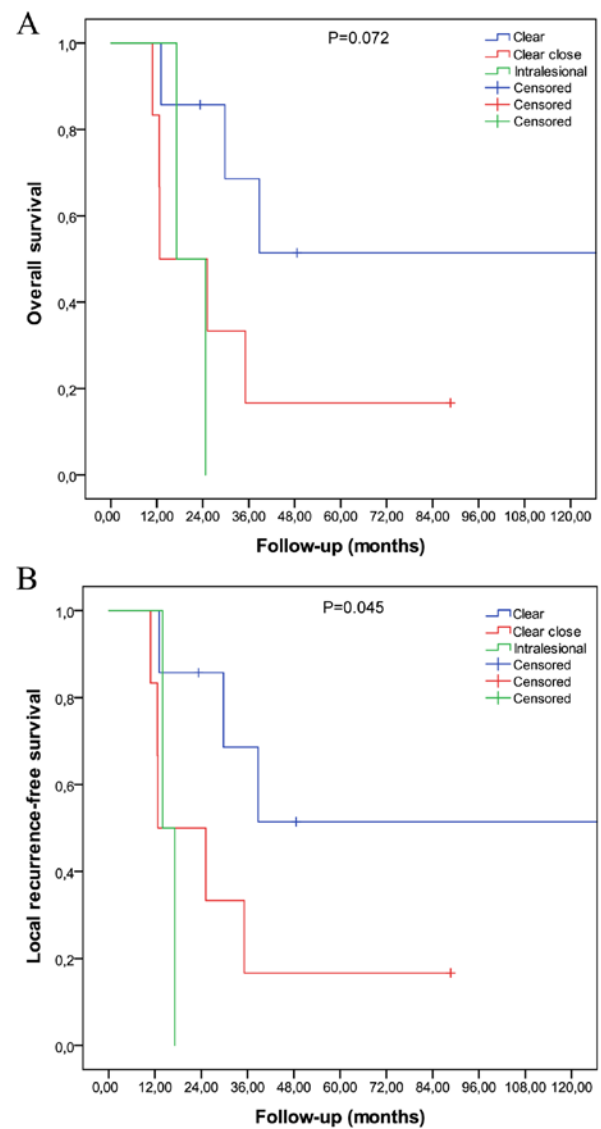 A
P=0.072
Clear
Clear close
Intralesional
Censored
Censored
Censored
Overall survival
1,0
0,8
0,6
0,4
0,2
0,0
0,00 12,00 24,00 36,00 48,00 60,00 72,00 84,00 96,00 108,00 120,00
Follow-up (months)
B
P=0.045
Clear
Clear close
Intralesional
Censored
Censored
Censored
Local recurrence-free survival
1,0
0,8
0,6
0,4
0,2
0,0
0,00 12,00 24,00 36,00 48,00 60,00 72,00 84,00 96,00 108,00 120,00
Follow-up (months)